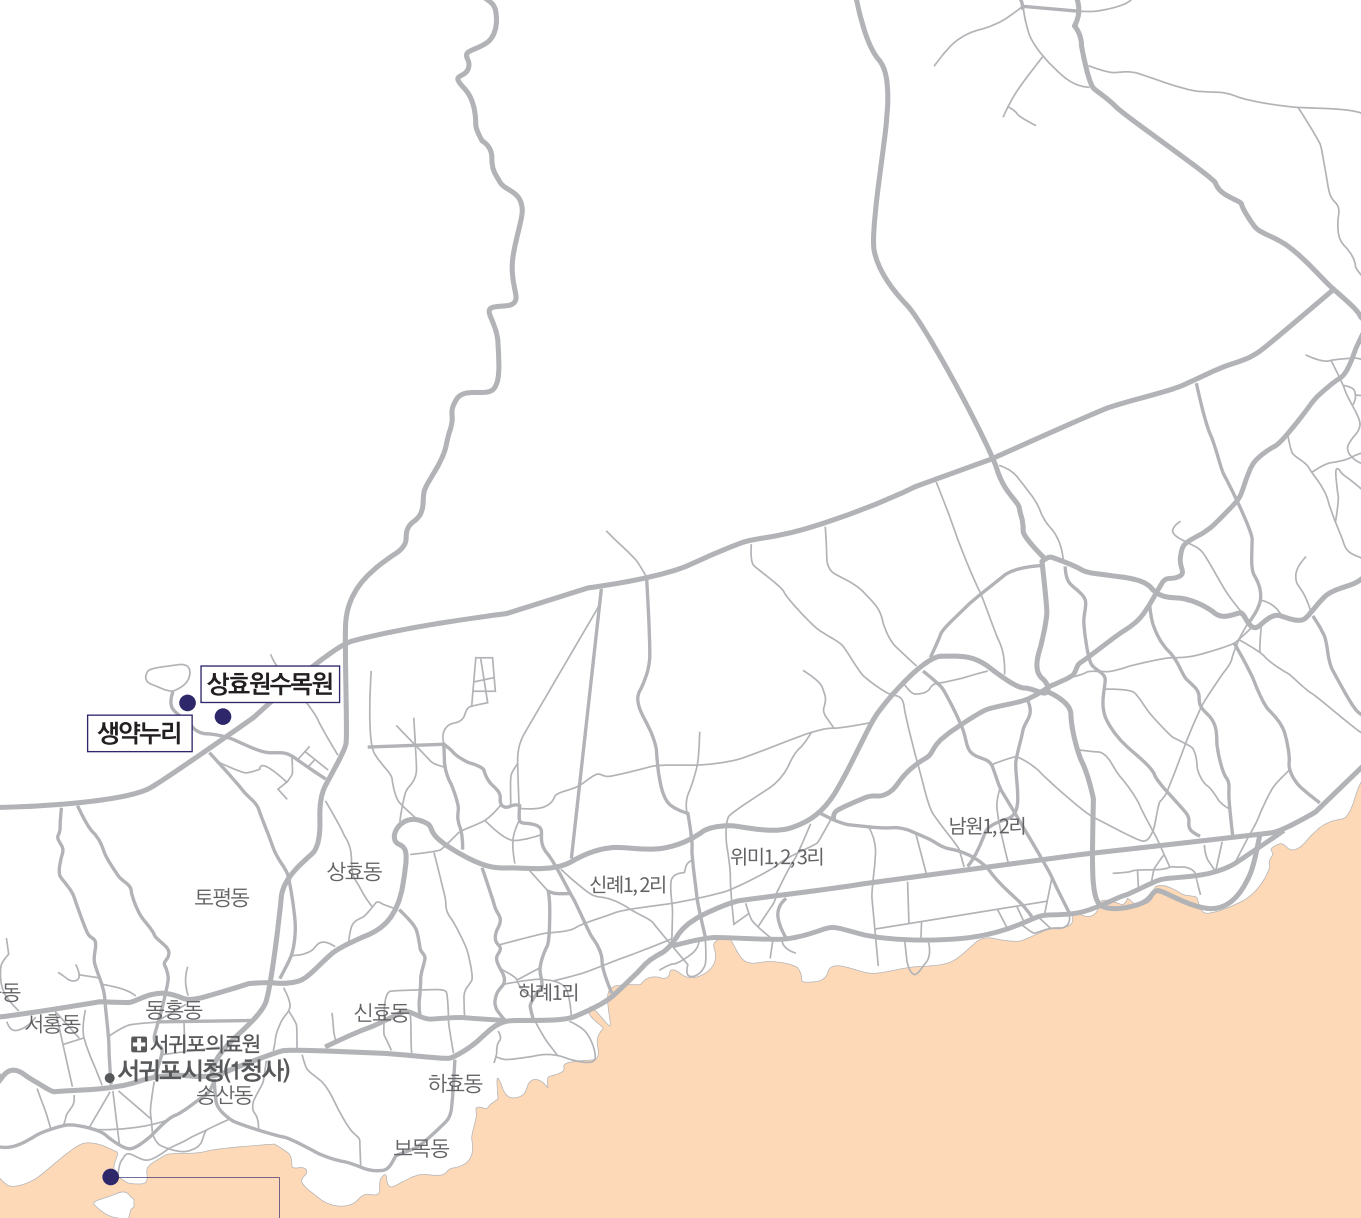 상효원수목원
생약누리
남원1,2리
위미1,2,3리
상효동
신례1,2리
토평동
동
하례1리
동홍동
신효동
서홍동
서귀포의료원
서귀포시청(1청사)
하효동
송산동
보목동